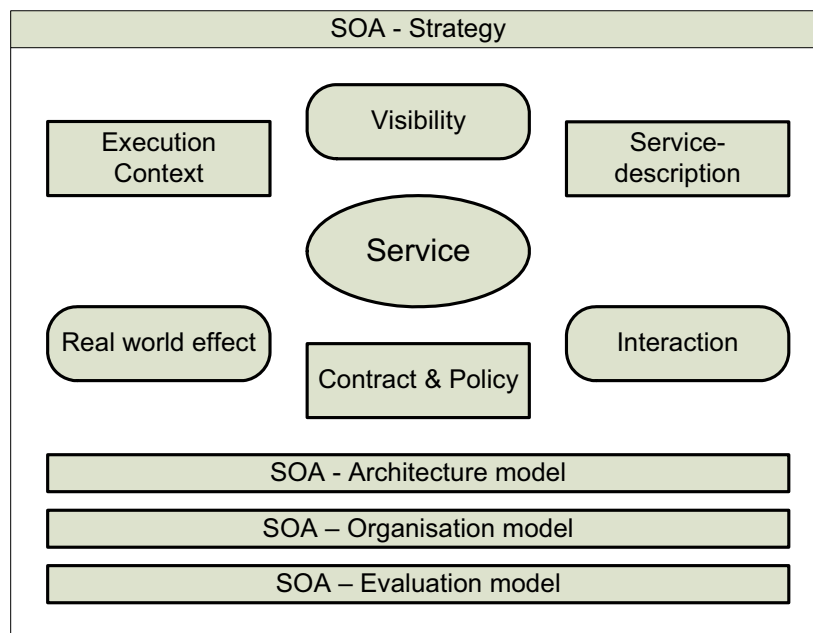 SOA - Strategy
Visibility
Execution
Context
Service-
description
Service
Real world effect
Interaction
Contract & Policy
SOA - Architecture model
SOA – Organisation model
SOA – Evaluation model